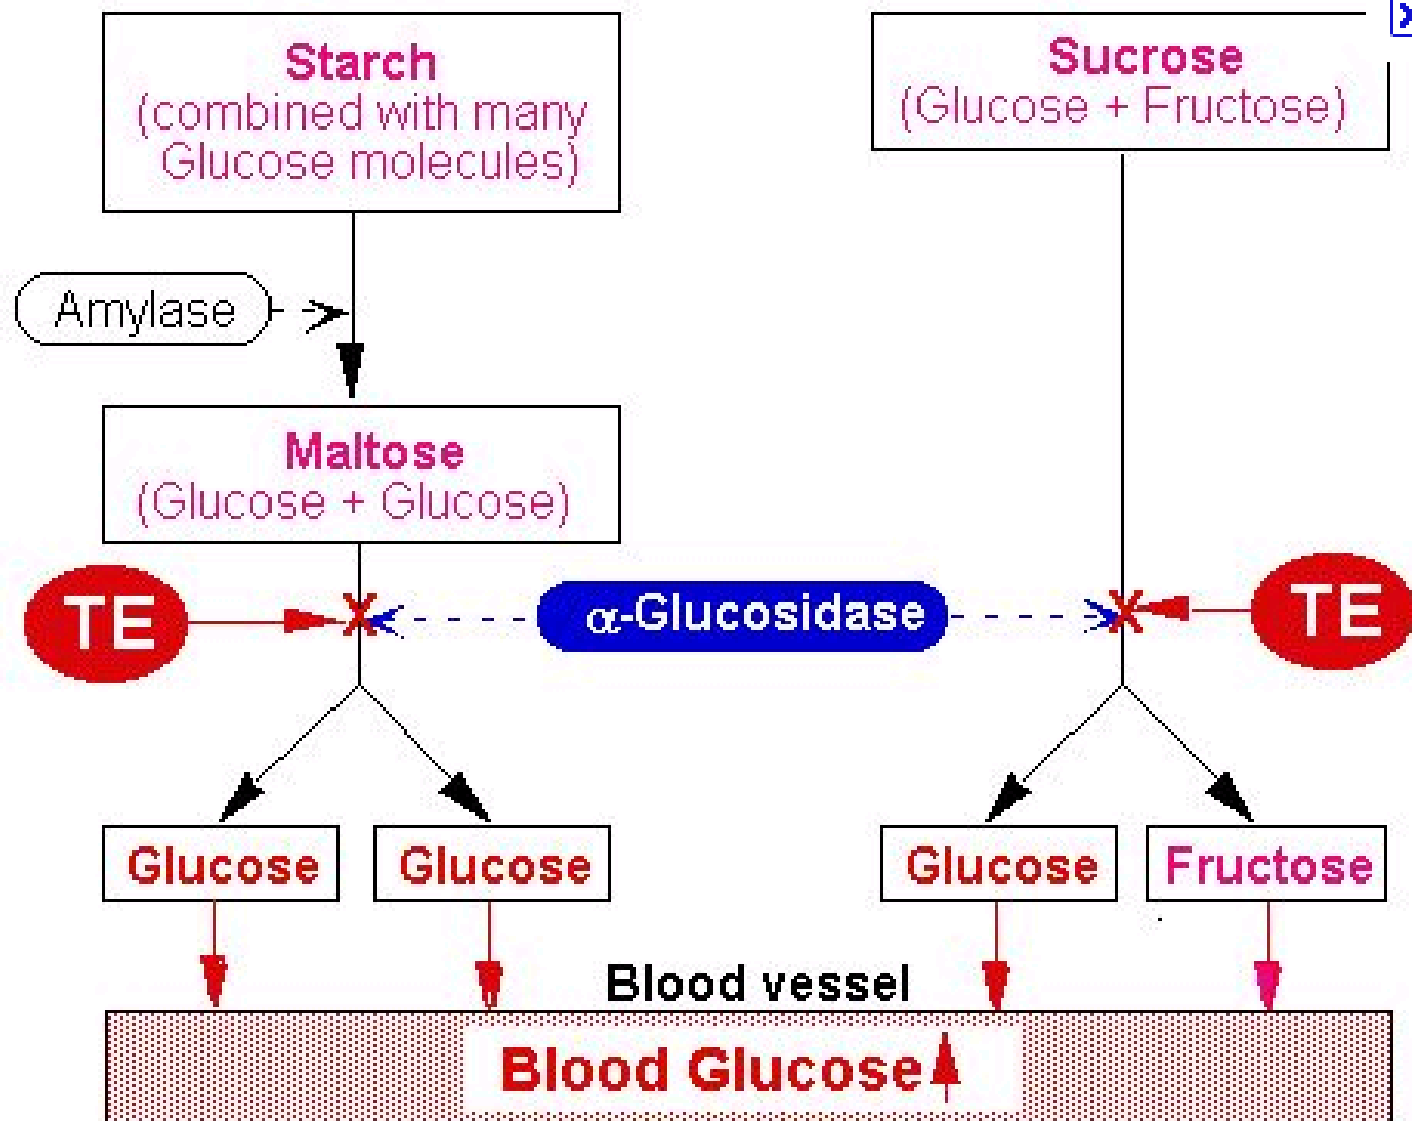 Starch
(combined with many
Glucose molecules)
Sucrose
(Glucose + Fructose)
Amylase
Maltose
(Glucose + Glucose)
TE
α-Glucosidase
TE
Glucose
Glucose
Glucose
Fructose
Blood vessel
Blood Glucose